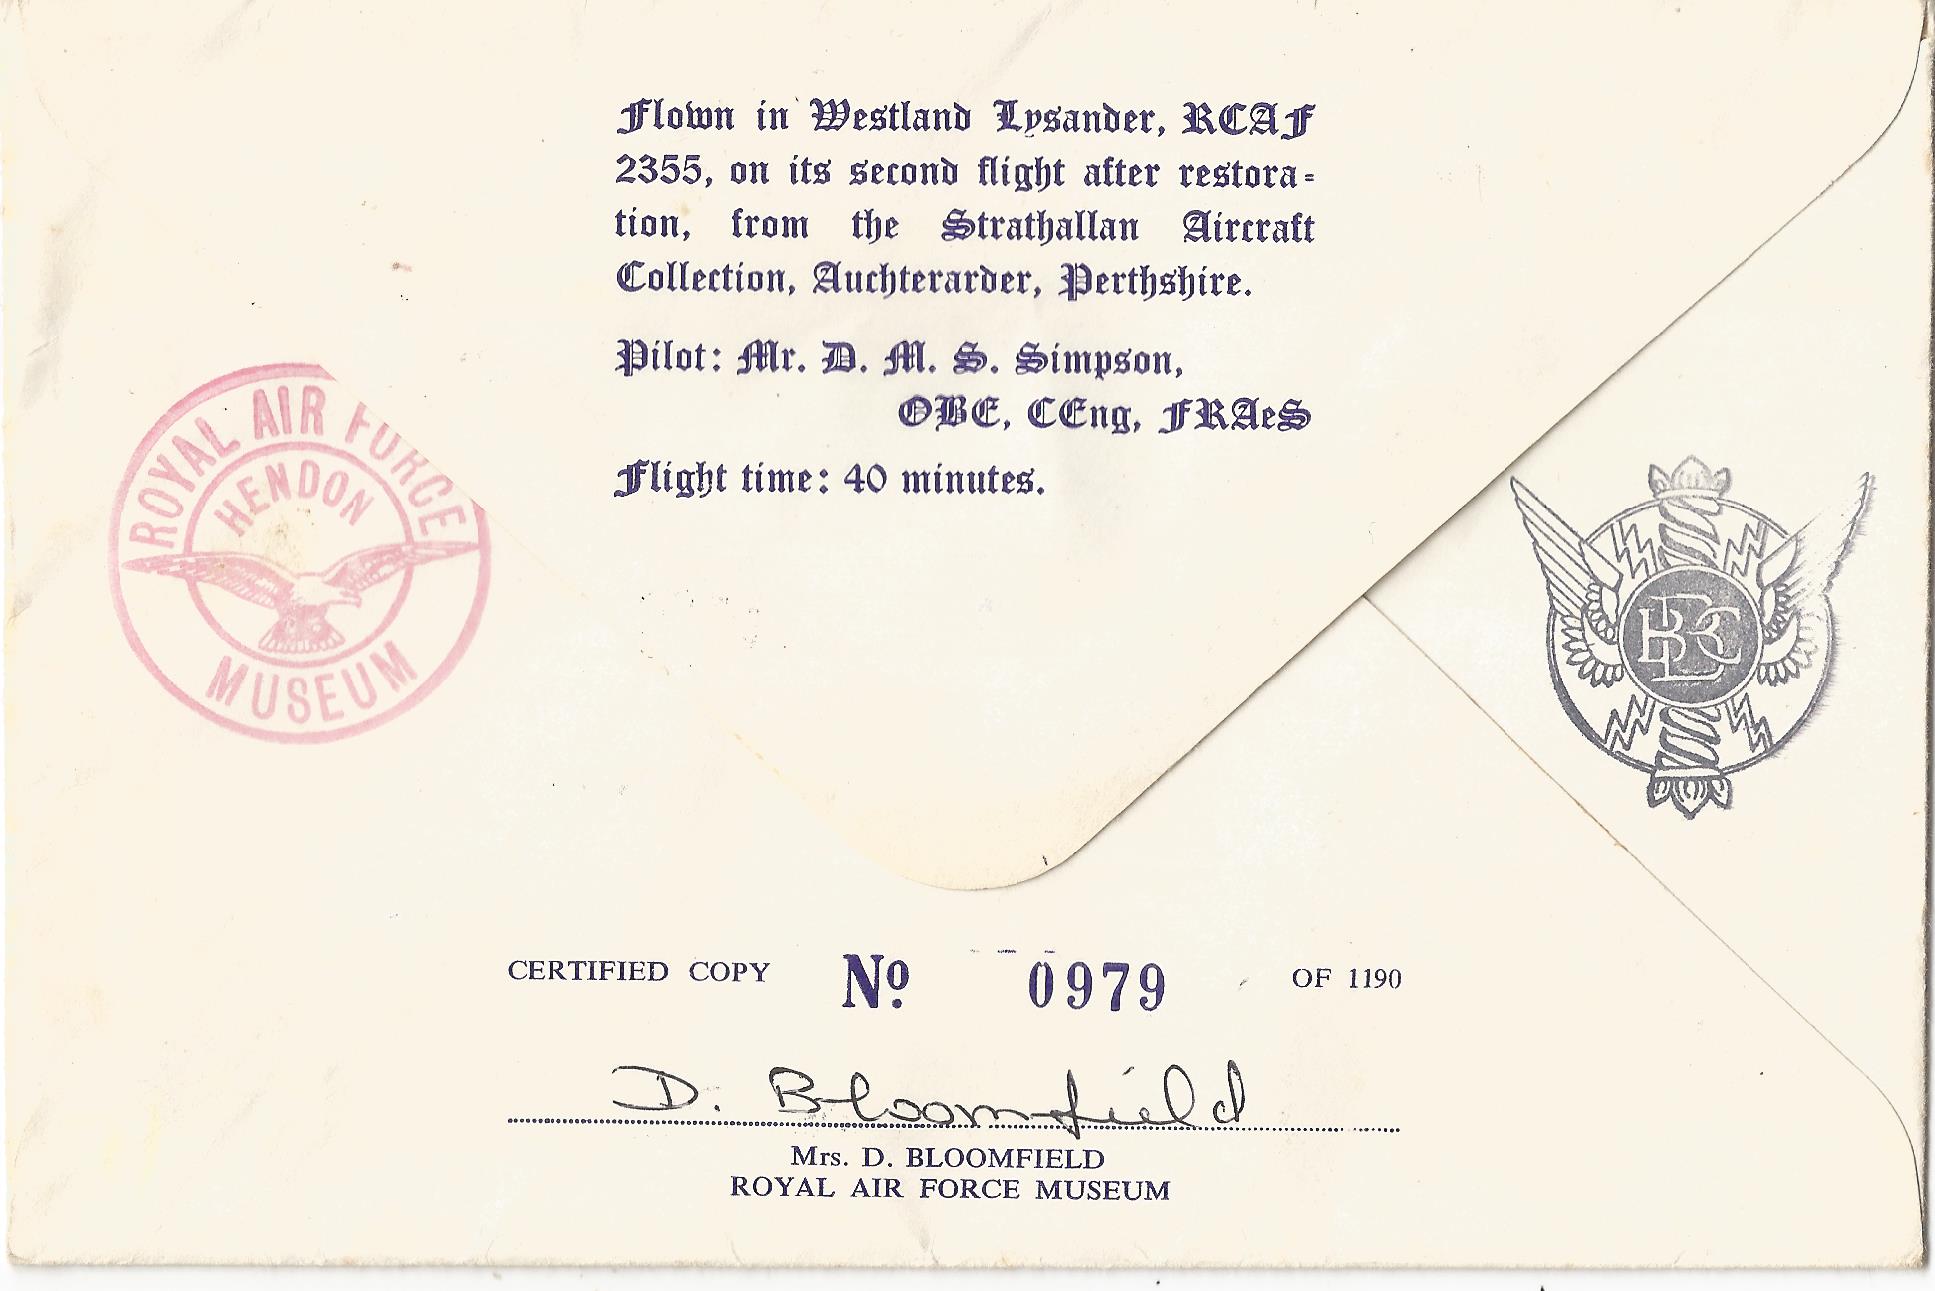 Flown in Westland Lysander, RCAF
2355, on its second flight after restora=
tion, from the Strathallan Aircraft
Collection, Auchterarder, Perthshire.
Pilot: Mr. D. M. S. Simpson,
OBE, CEng, FRAeS
Flight time: 40 minutes.
ROYAL AIR FORCE
HENDON
MUSEUM
BBC
CERTIFIED COPY No. 0979 OF 1190
D. Bloomfield
Mrs. D. BLOOMFIELD
ROYAL AIR FORCE MUSEUM